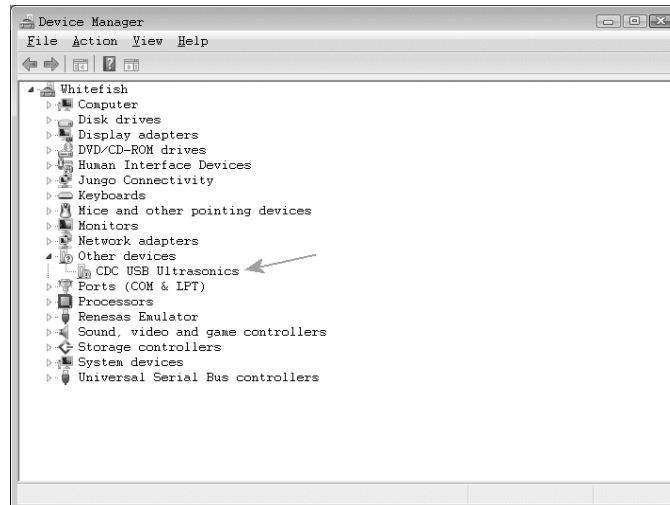 Device Manager
File Action View Help
Whitefish
Computer
Disk drives
Display adapters
DVD/CD-ROM drives
Human Interface Devices
Jungo Connectivity
Keyboards
Mice and other pointing devices
Monitors
Network adapters
Other devices
CDC USB Ultrasonics
Ports (COM & LPT)
Processors
Renesas Emulator
Sound, video and game controllers
Storage controllers
System devices
Universal Serial Bus controllers